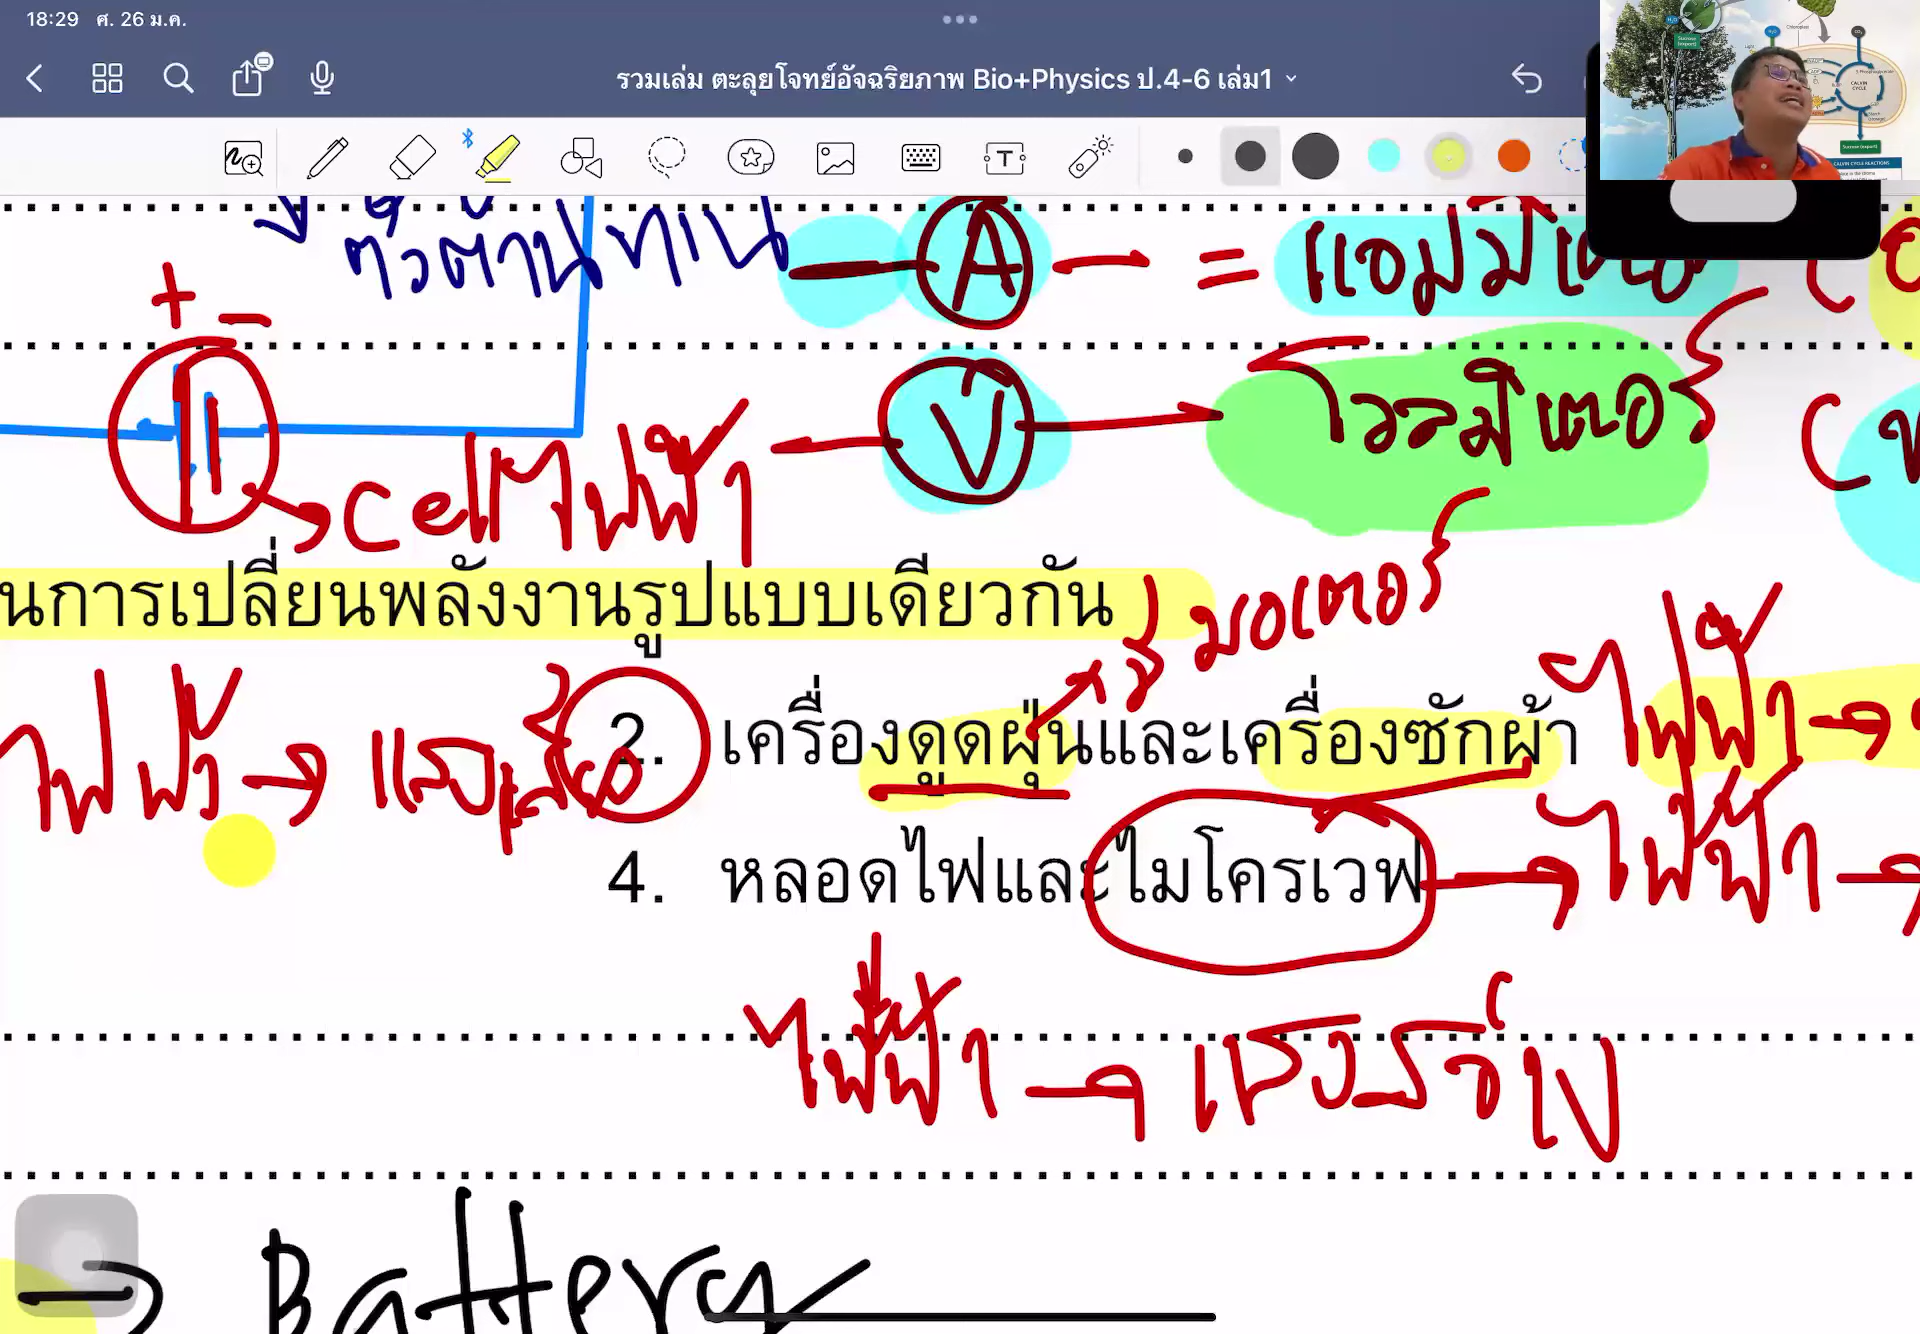 18:29 ศ. 26 ม.ค.
รวมเล่ม ตะลุยโจทย์อัจฉริยภาพ Bio+Physics ป.4-6 เล่ม1
ตัวต้านทาน A = แอมมิเตอร์ (
+ -
V โวลมิเตอร์ (
Cell ไฟฟ้า
นการเปลี่ยนพลังงานรูปแบบเดียวกัน
มอเตอร์
ไฟฟ้า → แสง 2. เครื่องดูดฝุ่นและเครื่องซักผ้า ไฟฟ้า →
4. หลอดไฟและไมโครเวฟ → ไฟฟ้า →
ไฟฟ้า → แสงสว่าง
→ Battery